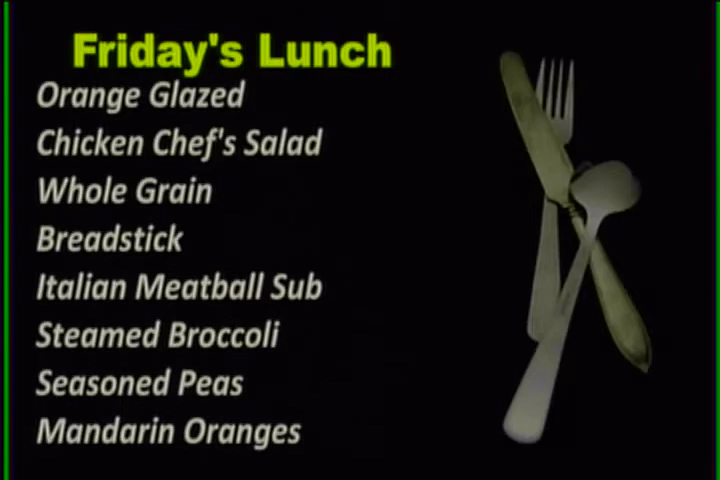 Friday's Lunch
Orange Glazed
Chicken Chef's Salad
Whole Grain
Breadstick
Italian Meatball Sub
Steamed Broccoli
Seasoned Peas
Mandarin Oranges